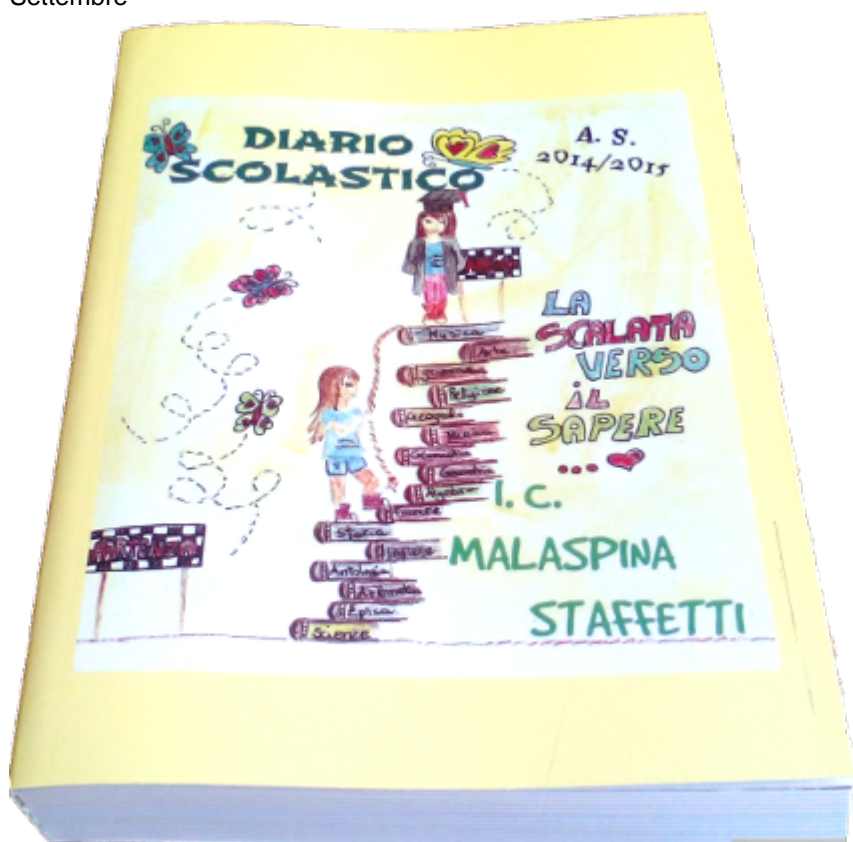 Settembre
DIARIO
SCOLASTICO
A. S.
2014/2015
LA
SCALATA
VERSO
iL
SAPERE
...
Musica
Arte
Religione
Geografia
Geometria
Algebra
Storia
Inglese
Antologia
Aritmetica
Epica
Scienze
PARTENZA
I. C.
MALASPINA
STAFFETTI